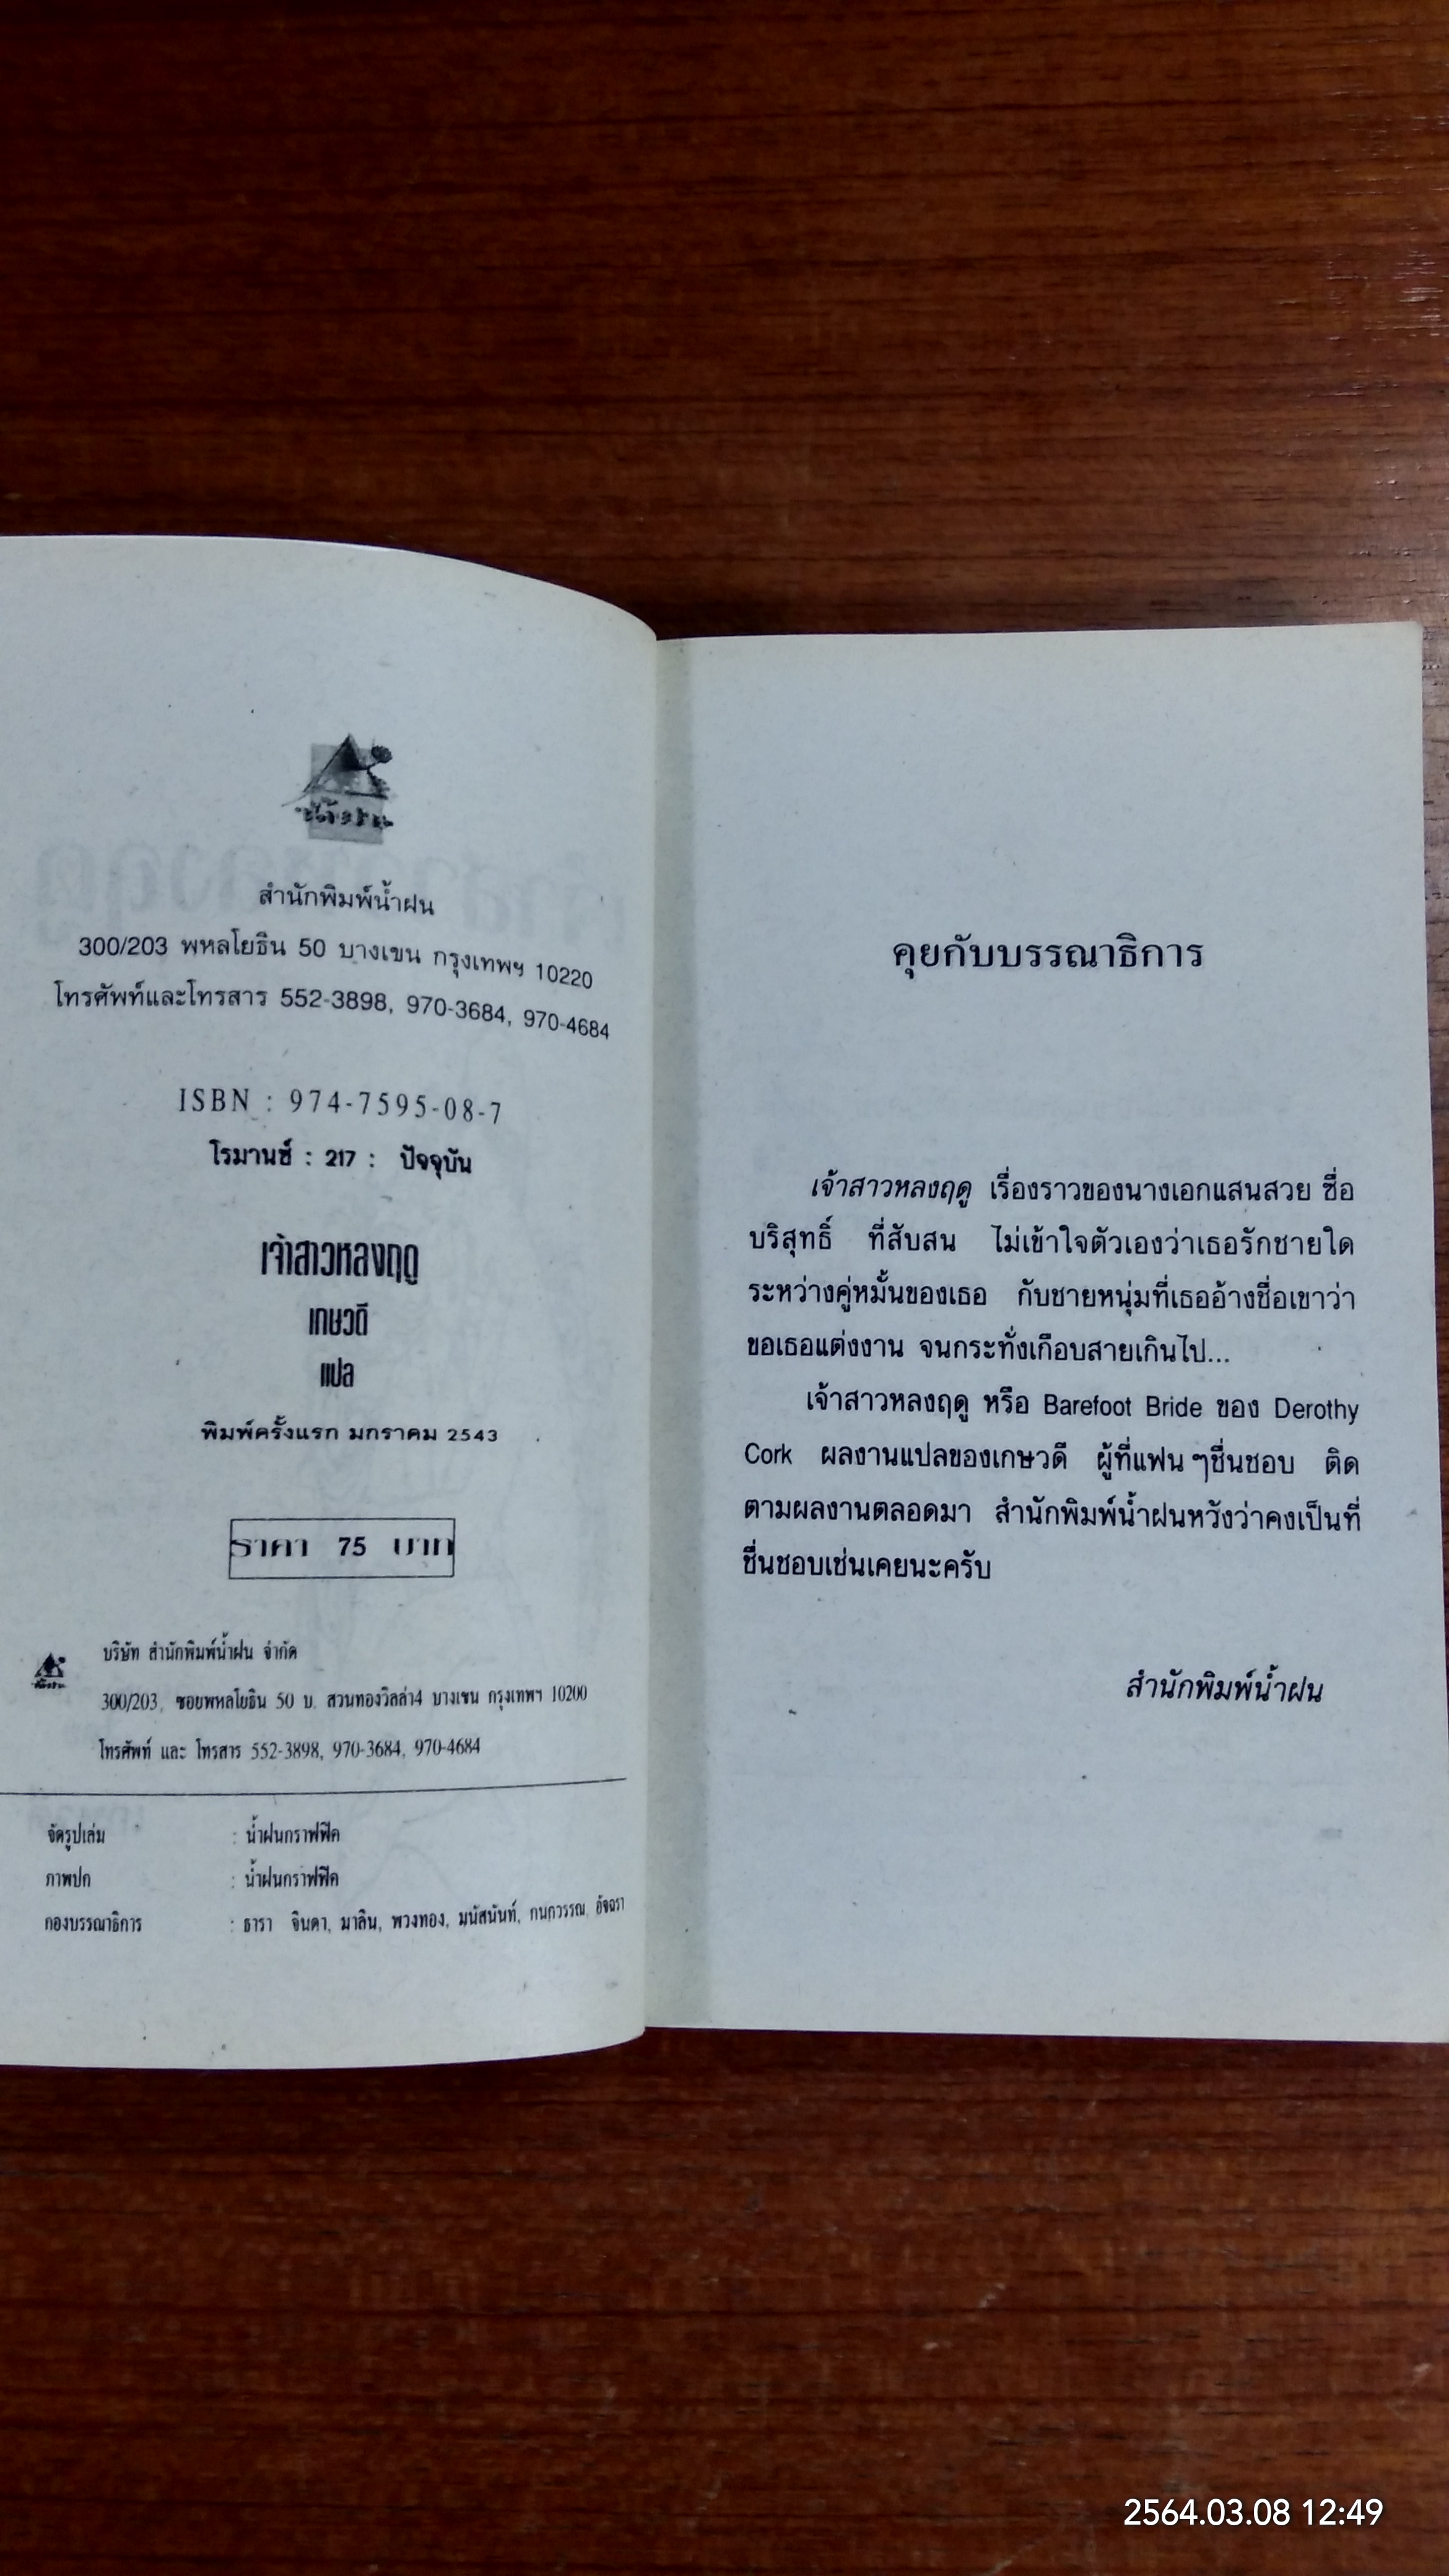 น้ำฝน
สำนักพิมพ์น้ำฝน
300/203 พหลโยธิน 50 บางเขน กรุงเทพฯ 10220
โทรศัพท์และโทรสาร 552-3898, 970-3684, 970-4684
ISBN : 974-7595-08-7
โรมานซ์ : 217 : ปัจจุบัน
เจ้าสาวหลงฤดู
เกษวดี
แปล
พิมพ์ครั้งแรก มกราคม 2543
ราคา 75 บาท
บริษัท สำนักพิมพ์น้ำฝน จำกัด
300/203 ซอยพหลโยธิน 50 บ. สวนทองวิลล่า4 บางเขน กรุงเทพฯ 10200
โทรศัพท์ และ โทรสาร 552-3898, 970-3684, 970-4684
จัดรูปเล่ม : น้ำฝนกราฟฟิค
ภาพปก : น้ำฝนกราฟฟิค
กองบรรณาธิการ : ธารา จินดา, มาลิน, พวงทอง, มนัสนันท์, กนกวรรณ, อัจฉรา
คุยกับบรรณาธิการ
เจ้าสาวหลงฤดู เรื่องราวของนางเอกแสนสวย ซื่อ
บริสุทธิ์ ที่สับสน ไม่เข้าใจตัวเองว่าเธอรักชายใด
ระหว่างคู่หมั้นของเธอ กับชายหนุ่มที่เธออ้างชื่อเขาว่า
ขอเธอแต่งงาน จนกระทั่งเกือบสายเกินไป...
เจ้าสาวหลงฤดู หรือ Barefoot Bride ของ Derothy
Cork ผลงานแปลของเกษวดี ผู้ที่แฟน ๆชื่นชอบ ติด
ตามผลงานตลอดมา สำนักพิมพ์น้ำฝนหวังว่าคงเป็นที่
ชื่นชอบเช่นเคยนะครับ
สำนักพิมพ์น้ำฝน
2564.03.08 12:49